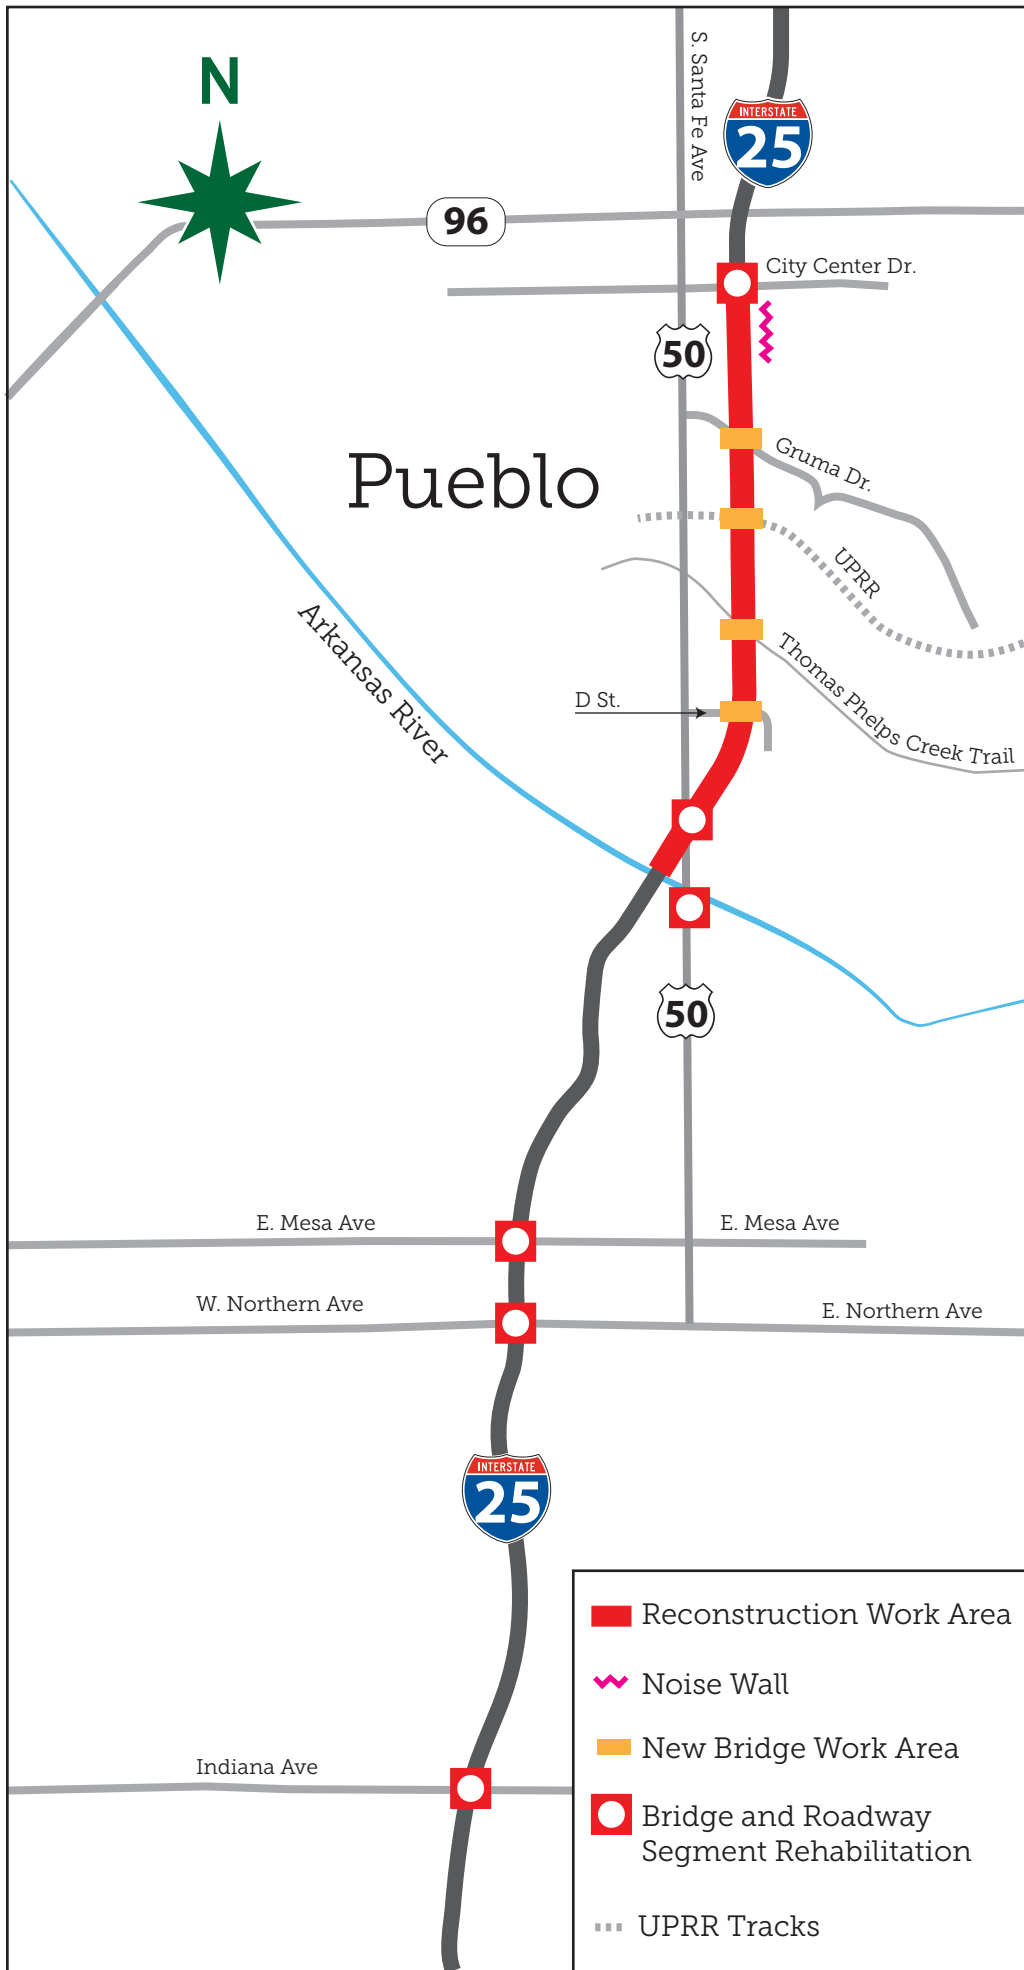 N
S. Santa Fe Ave
INTERSTATE
25
96
City Center Dr.
50
Pueblo
Gruma Dr.
UPRR
Arkansas River
Thomas Phelps Creek Trail
D St.
50
E. Mesa Ave
E. Mesa Ave
W. Northern Ave
E. Northern Ave
INTERSTATE
25
Indiana Ave
Reconstruction Work Area
Noise Wall
New Bridge Work Area
Bridge and Roadway
Segment Rehabilitation
UPRR Tracks